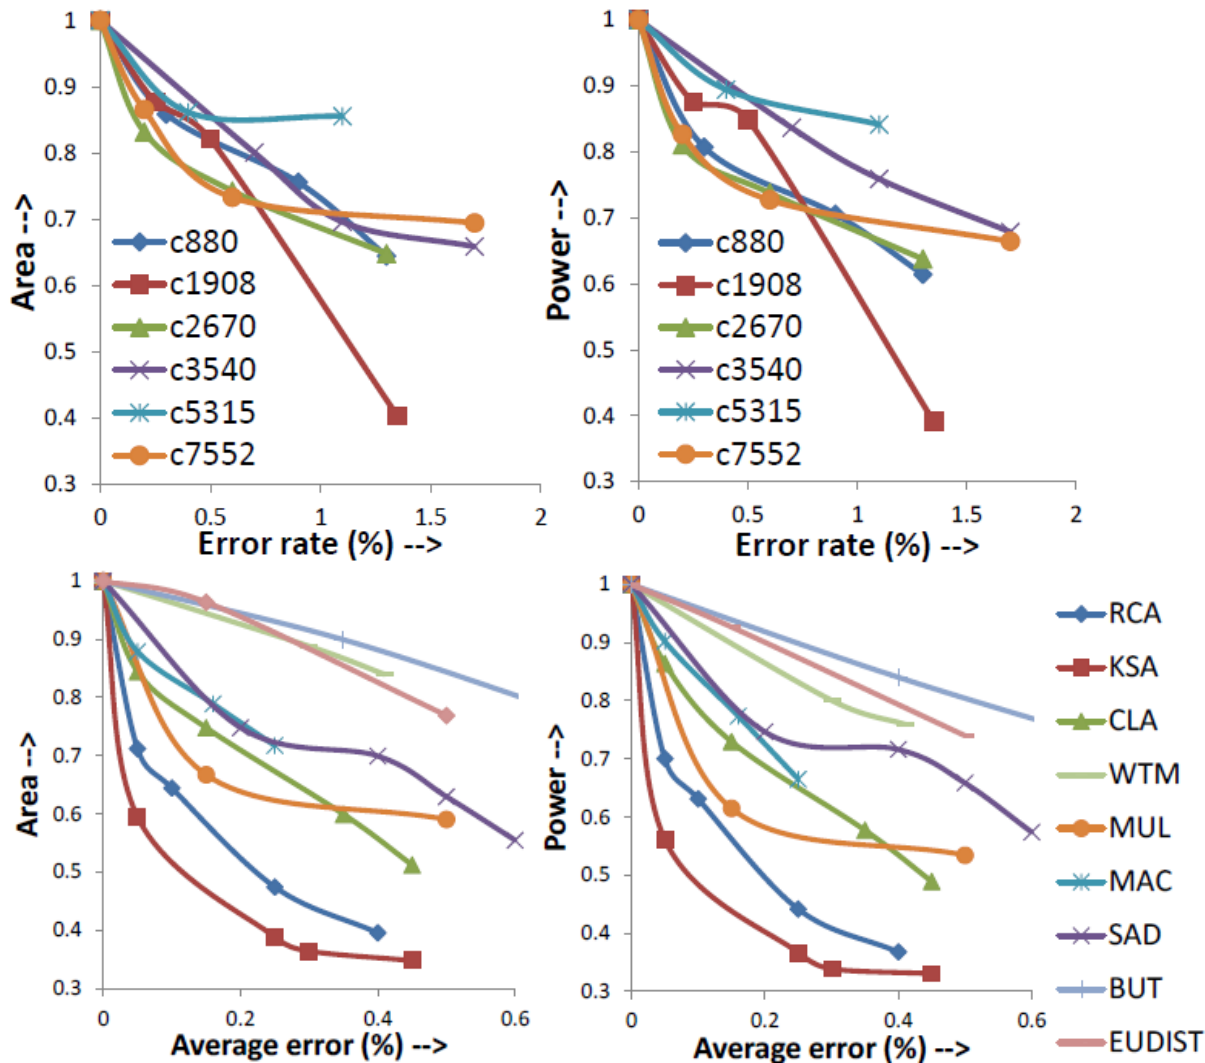 1
0.9
0.8
0.7
0.6
0.5
0.4
0.3
Area -->
c880
c1908
c2670
c3540
c5315
c7552
0 0.5 1 1.5 2
Error rate (%) -->
1
0.9
0.8
0.7
0.6
0.5
0.4
0.3
Power -->
c880
c1908
c2670
c3540
c5315
c7552
0 0.5 1 1.5 2
Error rate (%) -->
1
0.9
0.8
0.7
0.6
0.5
0.4
0.3
Area -->
0 0.2 0.4 0.6
Average error (%) -->
1
0.9
0.8
0.7
0.6
0.5
0.4
0.3
Power -->
0 0.2 0.4 0.6
Average error (%) -->
RCA
KSA
CLA
WTM
MUL
MAC
SAD
BUT
EUDIST